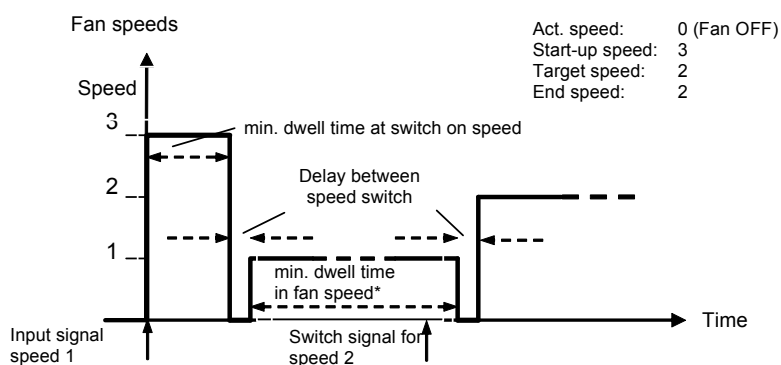 Fan speeds
Act. speed: 0 (Fan OFF)
Start-up speed: 3
Target speed: 2
End speed: 2
Speed
3
min. dwell time at switch on speed
Delay between
speed switch
2
1
min. dwell time
in fan speed*
Time
Input signal
speed 1
Switch signal for
speed 2